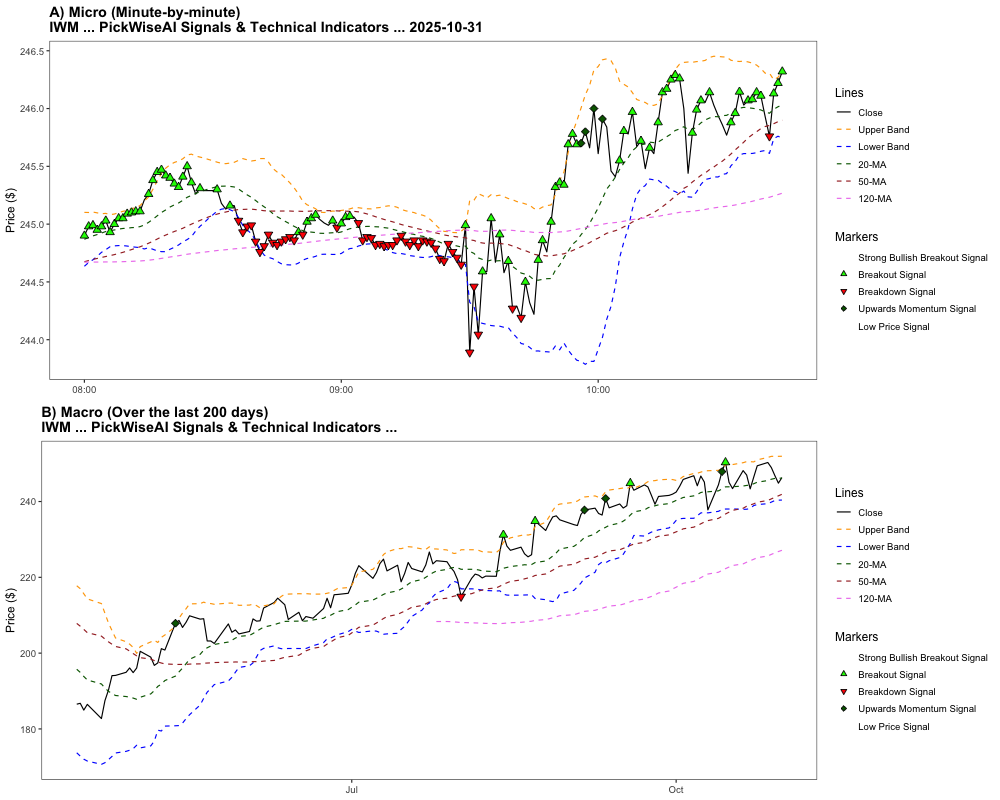 A) Micro (Minute-by-minute)
IWM ... PickWiseAI Signals & Technical Indicators ... 2025-10-31
246.5
246.0
245.5
245.0
244.5
244.0
Price ($)
08:00
09:00
10:00
Lines
Close
Upper Band
Lower Band
20-MA
50-MA
120-MA
Markers
Strong Bullish Breakout Signal
Breakout Signal
Breakdown Signal
Upwards Momentum Signal
Low Price Signal
B) Macro (Over the last 200 days)
IWM ... PickWiseAI Signals & Technical Indicators ...
240
220
200
180
Price ($)
Jul
Oct
Lines
Close
Upper Band
Lower Band
20-MA
50-MA
120-MA
Markers
Strong Bullish Breakout Signal
Breakout Signal
Breakdown Signal
Upwards Momentum Signal
Low Price Signal